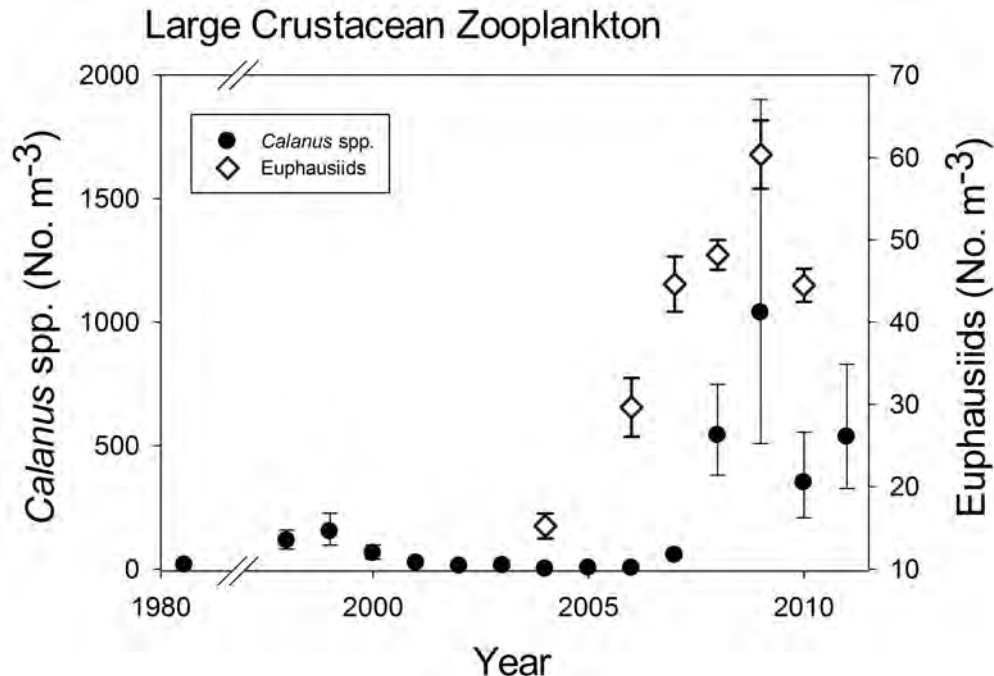 Large Crustacean Zooplankton
2000
1500
1000
500
0
Calanus spp. (No. m-3)
Calanus spp.
Euphausiids
70
60
50
40
30
20
10
Euphausiids (No. m-3)
1980
2000
2005
2010
Year